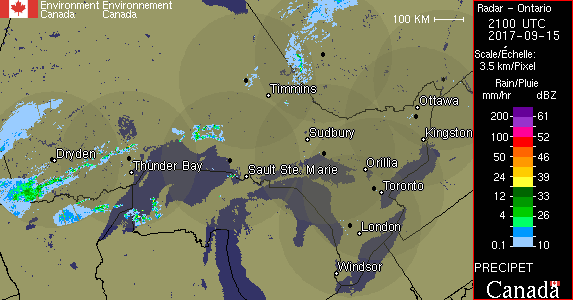 Environment Environnement
Canada Canada
100 KM
Timmins
Ottawa
Sudbury
Kingston
Dryden
Thunder Bay
Sault Ste. Marie
Orillia
Toronto
London
Windsor
Radar - Ontario
2100 UTC
2017-09-15
Scale/Échelle:
3.5 km/Pixel
Rain/Pluie
mm/hr dBZ
200 61
100 52
50 46
24 39
12 33
4 26
0.1 10
PRECIPET
Canada